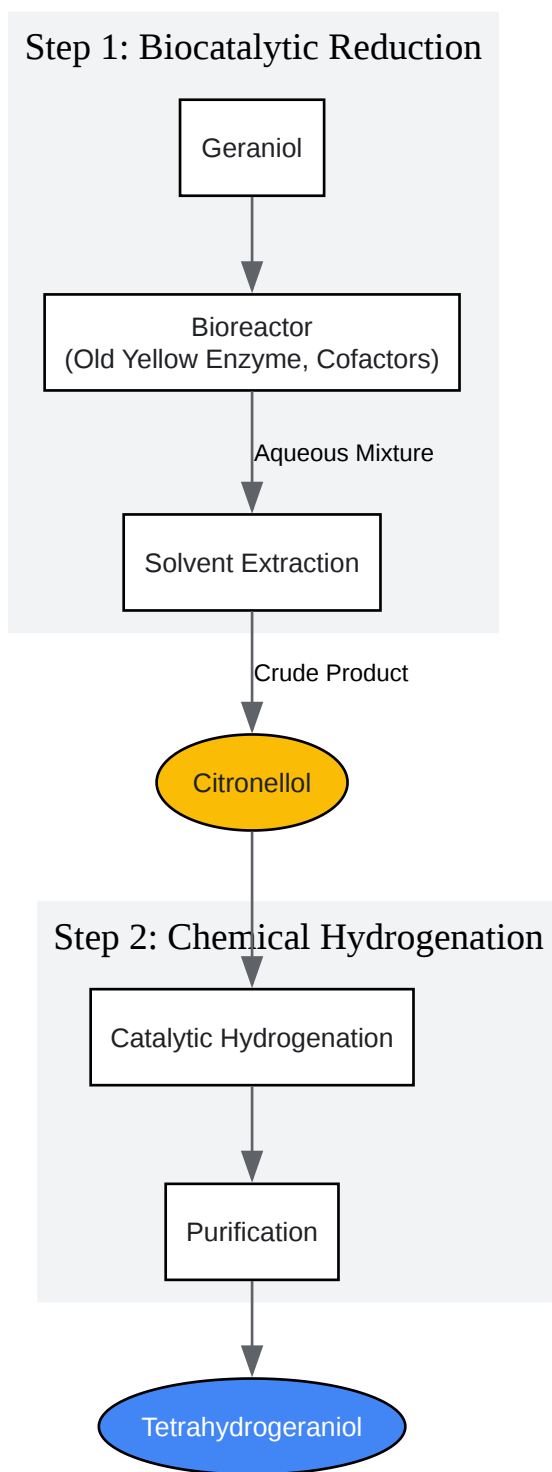 Step 1: Biocatalytic Reduction
Geraniol
Bioreactor
(Old Yellow Enzyme, Cofactors)
Aqueous Mixture
Solvent Extraction
Crude Product
Citronellol
Step 2: Chemical Hydrogenation
Catalytic Hydrogenation
Purification
Tetrahydrogeraniol